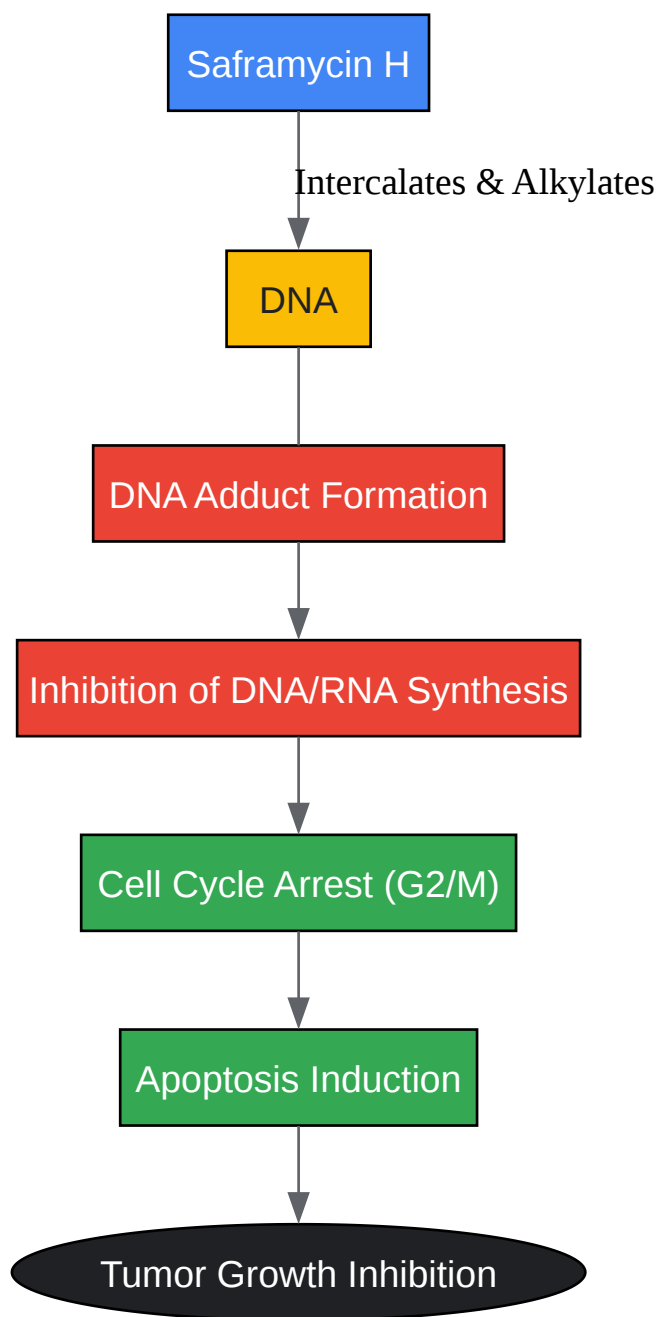 Saframycin H
Intercalates & Alkylates
DNA
DNA Adduct Formation
Inhibition of DNA/RNA Synthesis
Cell Cycle Arrest (G2/M)
Apoptosis Induction
Tumor Growth Inhibition